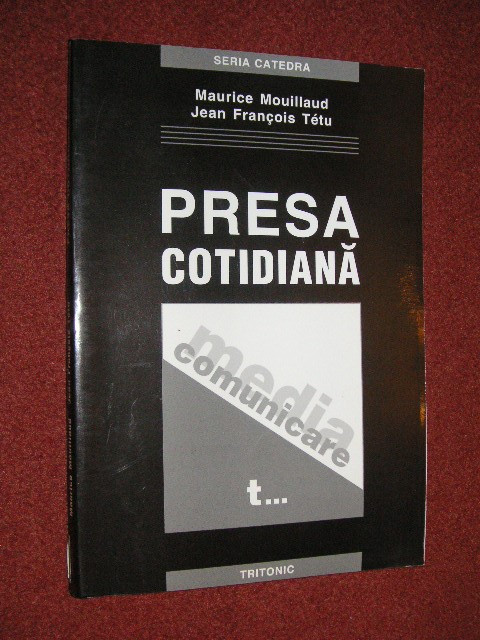 SERIA CATEDRA
Maurice Mouillaud
Jean François Tétu
PRESA
COTIDIANĂ
media
comunicare
t...
TRITONIC